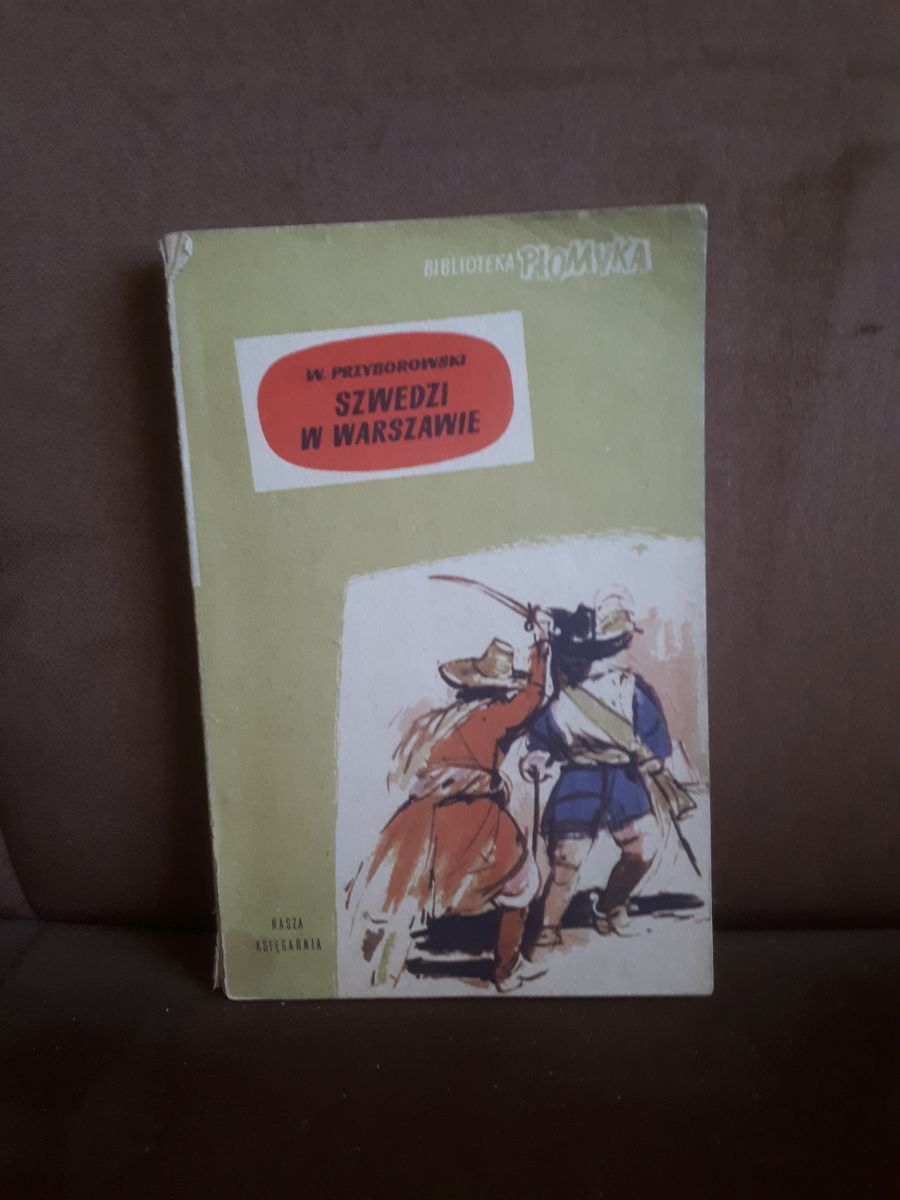 BIBLIOTEKA PŁOMYKA
W. PRZYBOROWSKI
SZWEDZI
W WARSZAWIE
NASZA
KSIĘGARNIA